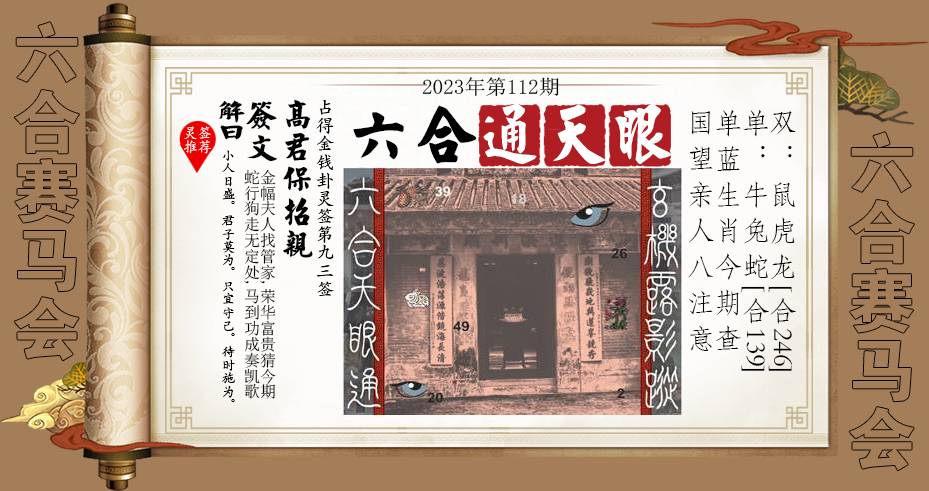 六合赛马会
2023年第112期
六合通天眼
双：鼠虎龙[合246]
单：牛兔蛇[合139]
单蓝生肖今期查
国望亲人八注意
玄機露影蹤
六合天眼通
39
18
26
49
20
2
占得金钱卦灵签第九三签
高君保招親
簽文
金幅夫人找管家,荣华富贵猜今期
蛇行狗走无定处,马到功成奏凯歌
解曰
小人日盛。君子莫为。只宜守己。待时施为。
灵签推荐
六合赛马会